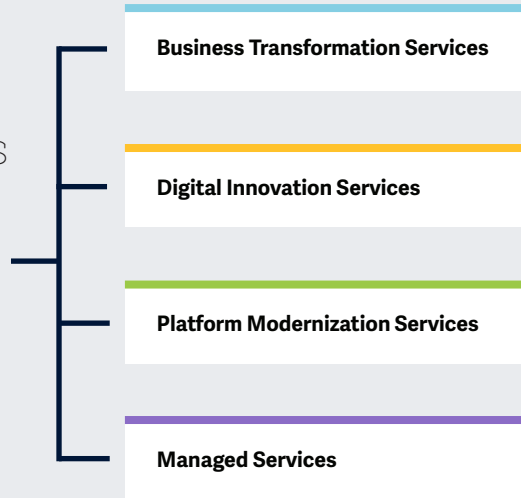 Business Transformation Services
Digital Innovation Services
Platform Modernization Services
Managed Services